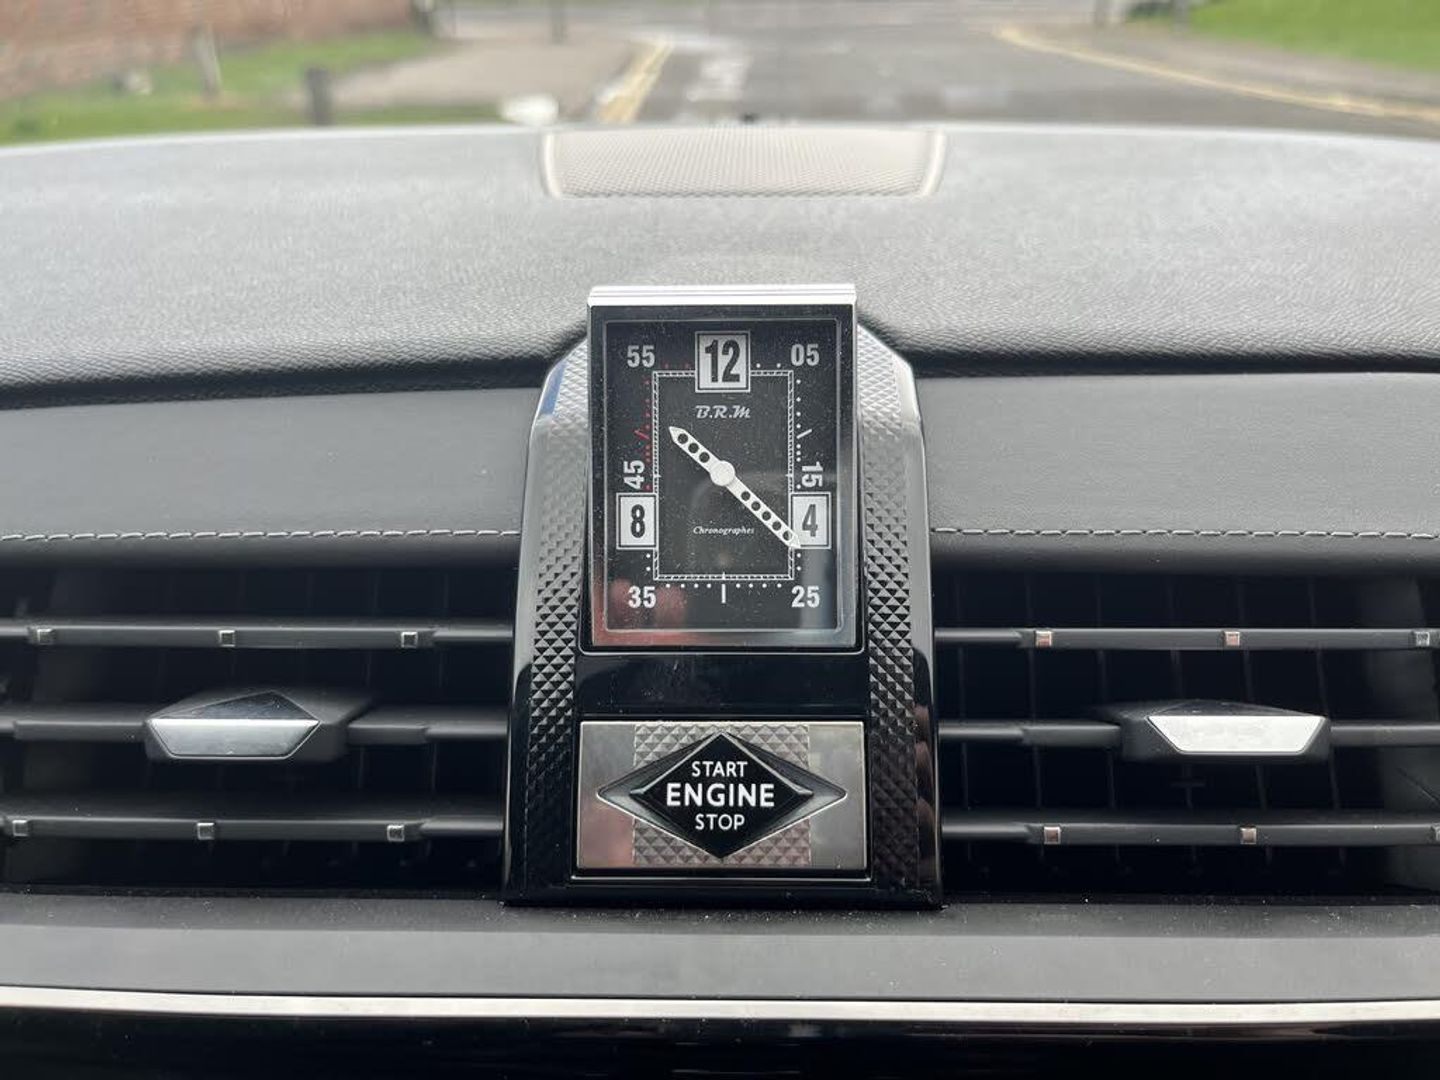 55 12 05
B.R.M
45 15
8 4
Chronographes
35 25
START
ENGINE
STOP